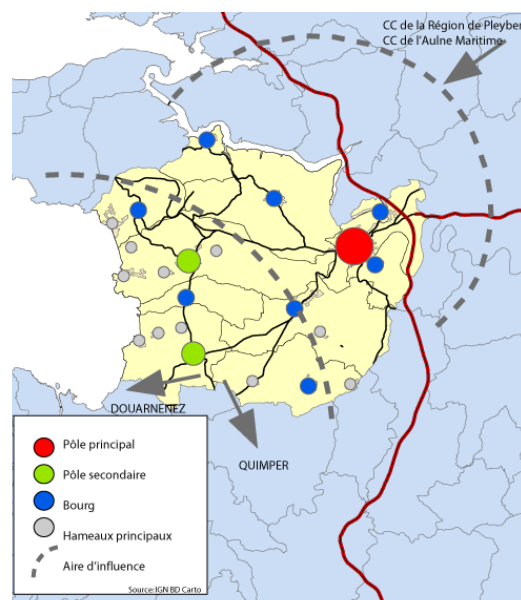 CC de la Région de Pleyben
CC de l'Aulne Maritime
DOUARNENEZ
QUIMPER
Pôle principal
Pôle secondaire
Bourg
Hameaux principaux
Aire d'influence
Source:IGN BD Carto